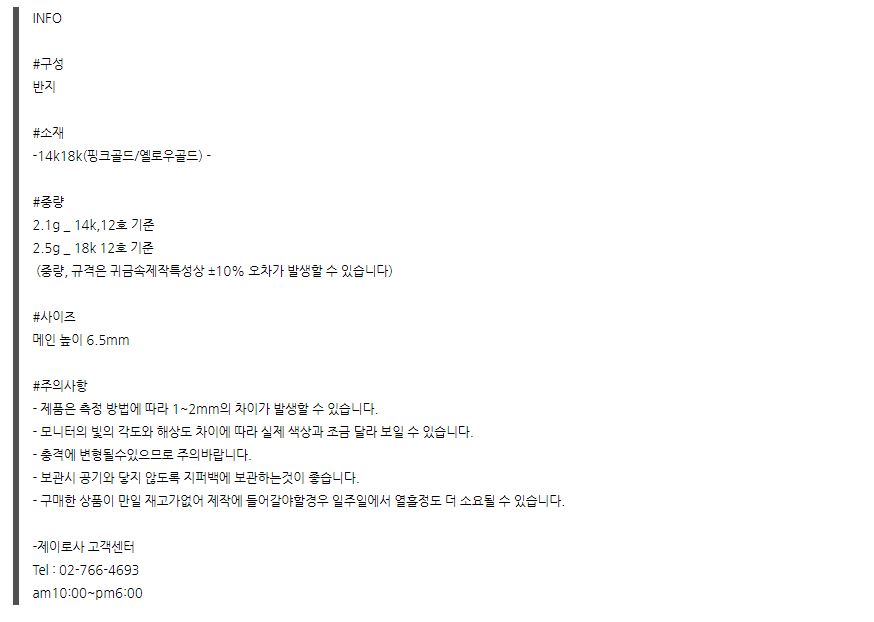 INFO
#구성
반지
#소재
-14k18k(핑크골드/옐로우골드) -
#중량
2.1g _ 14k,12호 기준
2.5g _ 18k 12호 기준
(중량, 규격은 귀금속제작특성상 ±10% 오차가 발생할 수 있습니다)
#사이즈
메인 높이 6.5mm
#주의사항
- 제품은 측정 방법에 따라 1~2mm의 차이가 발생할 수 있습니다.
- 모니터의 빛의 각도와 해상도 차이에 따라 실제 색상과 조금 달라 보일 수 있습니다.
- 충격에 변형될수있으므로 주의바랍니다.
- 보관시 공기와 닿지 않도록 지퍼백에 보관하는것이 좋습니다.
- 구매한 상품이 만일 재고가없어 제작에 들어갈야할경우 일주일에서 열흘정도 더 소요될 수 있습니다.
-제이로사 고객센터
Tel : 02-766-4693
am10:00~pm6:00